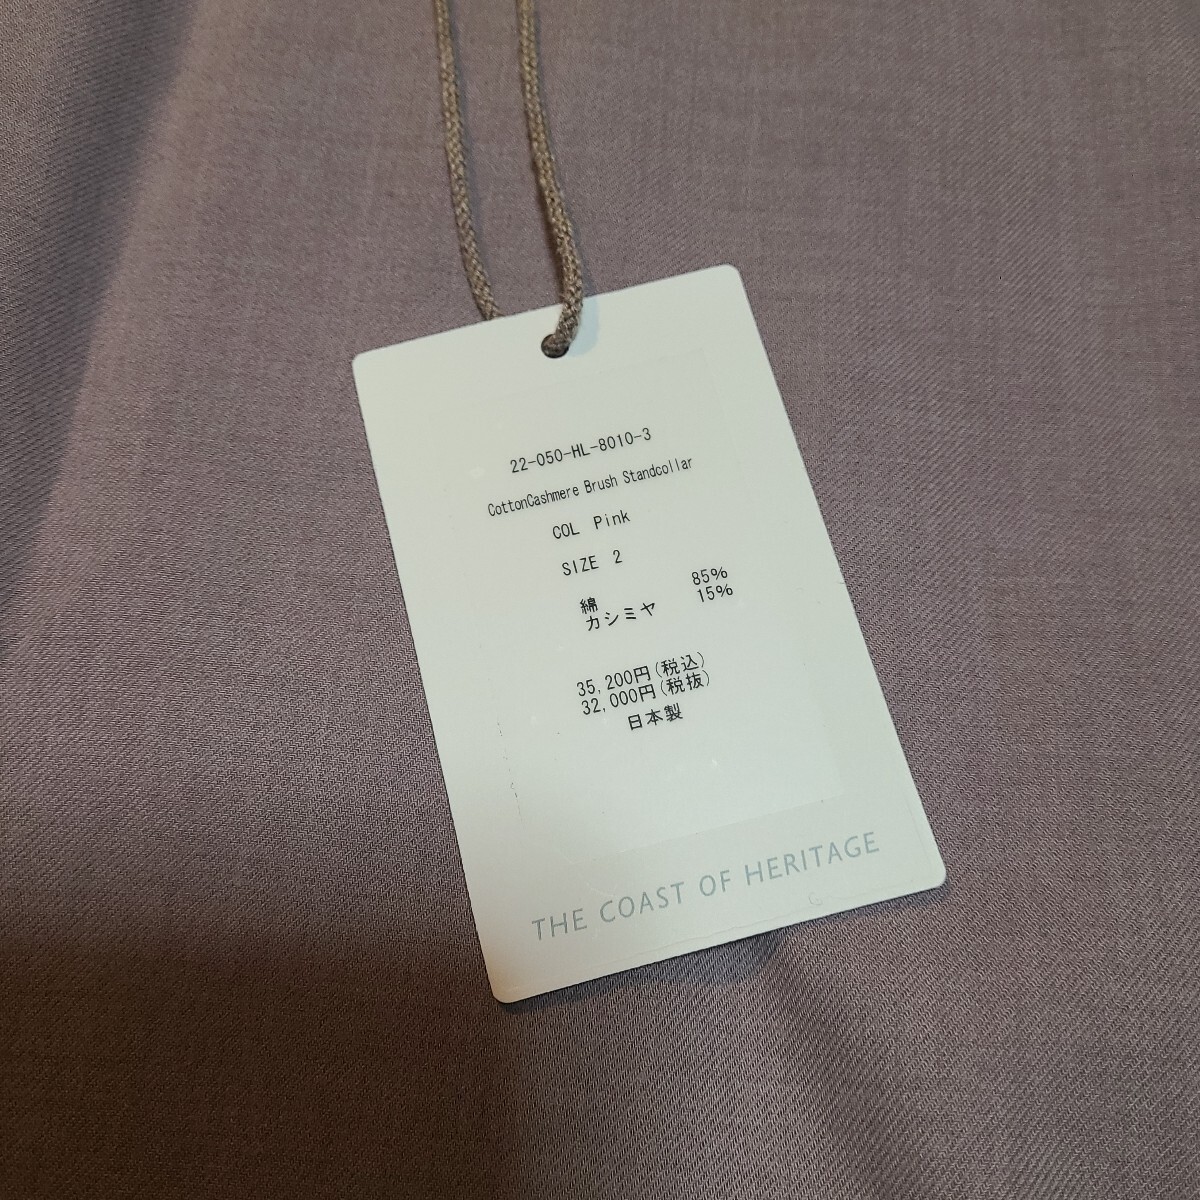 22-050-HL-8010-3
CottonCashmere Brush Standcollar
COL Pink
SIZE 2
綿 85%
カシミヤ 15%
35,200円(税込)
32,000円(税抜)
日本製
THE COAST OF HERITAGE